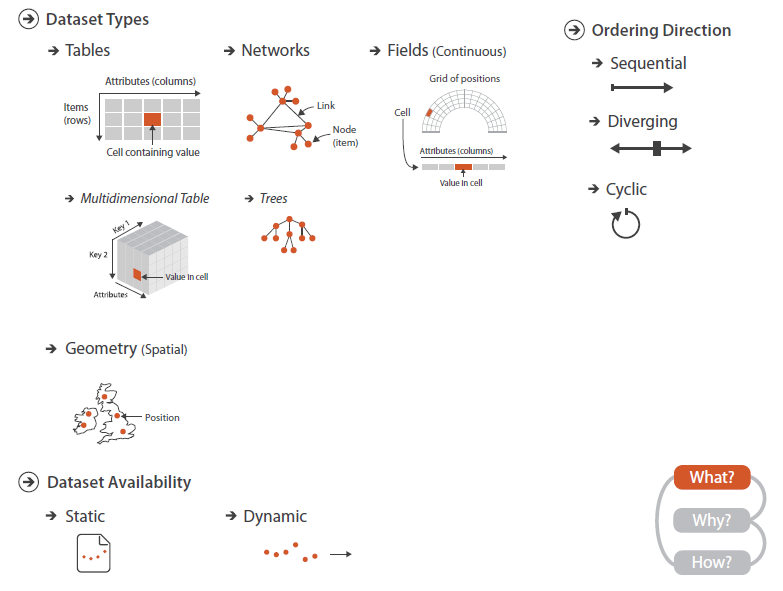 Dataset Types
Tables
Attributes (columns)
Items
(rows)
Cell containing value
Networks
Link
Node
(item)
Fields (Continuous)
Grid of positions
Cell
Attributes (columns)
Value in cell
Multidimensional Table
Key 1
Key 2
Value in cell
Attributes
Trees
Geometry (Spatial)
Position
Dataset Availability
Static
Dynamic
Ordering Direction
Sequential
Diverging
Cyclic
What?
Why?
How?